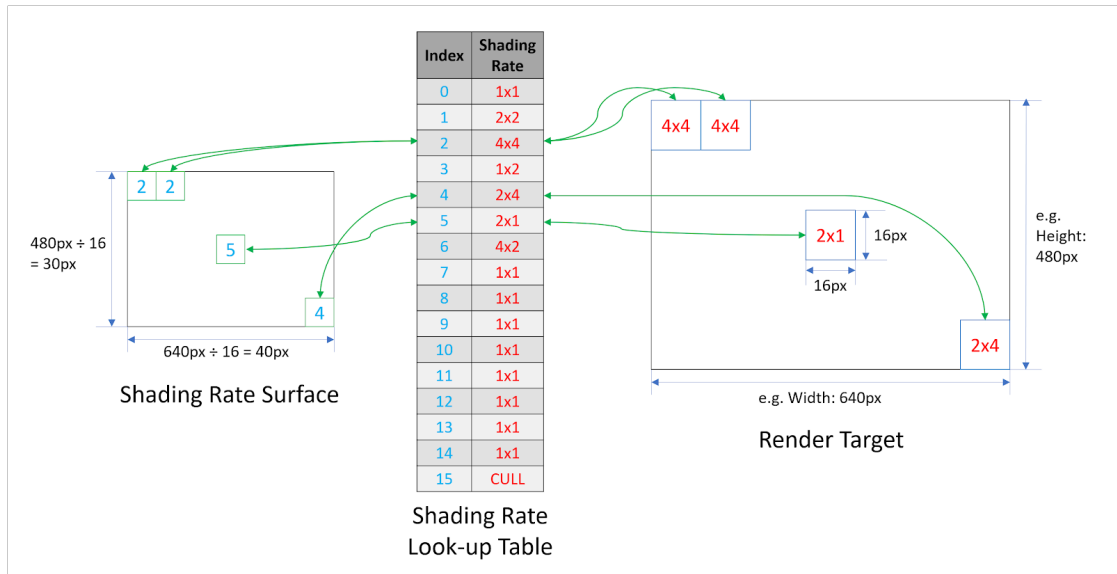 2 2
5
4
480px ÷ 16
= 30px
640px ÷ 16 = 40px
Shading Rate Surface
Index Shading
Rate
0 1x1
1 2x2
2 4x4
3 1x2
4 2x4
5 2x1
6 4x2
7 1x1
8 1x1
9 1x1
10 1x1
11 1x1
12 1x1
13 1x1
14 1x1
15 CULL
Shading Rate
Look-up Table
4x4 4x4
2x1
16px
16px
2x4
e.g.
Height:
480px
e.g. Width: 640px
Render Target